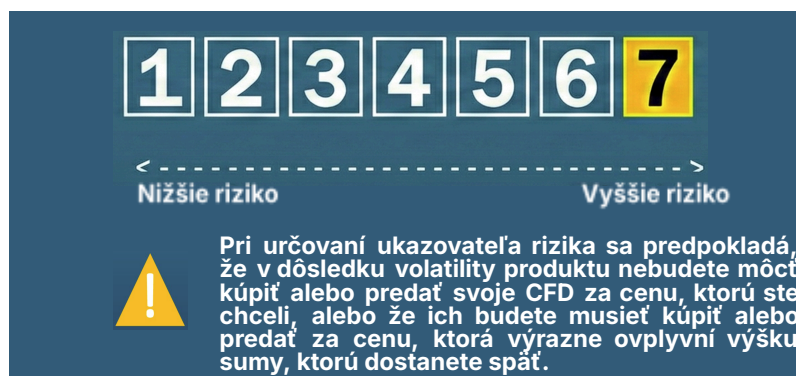 1 2 3 4 5 6 7
Nižšie riziko Vyššie riziko
Pri určovaní ukazovateľa rizika sa predpokladá,
že v dôsledku volatility produktu nebudete môcť
kúpiť alebo predať svoje CFD za cenu, ktorú ste
chceli, alebo že ich budete musieť kúpiť alebo
predať za cenu, ktorá výrazne ovplyvní výšku
sumy, ktorú dostanete späť.